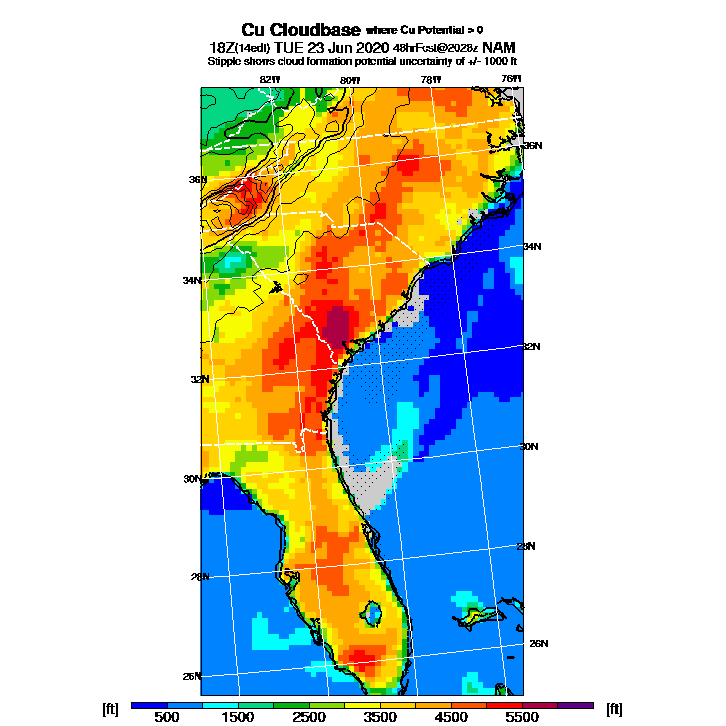 Cu Cloudbase where Cu Potential > 0
18Z(14edt) TUE 23 Jun 2020 48hrFcst@2028z NAM
Stipple shows cloud formation potential uncertainty of +/- 1000 ft
82W 80W 78W 76W
36N
36N
34N
34N
32N
32N
30N
30N
28N
28N
26N
26N
[ft] 500 1500 2500 3500 4500 5500 [ft]